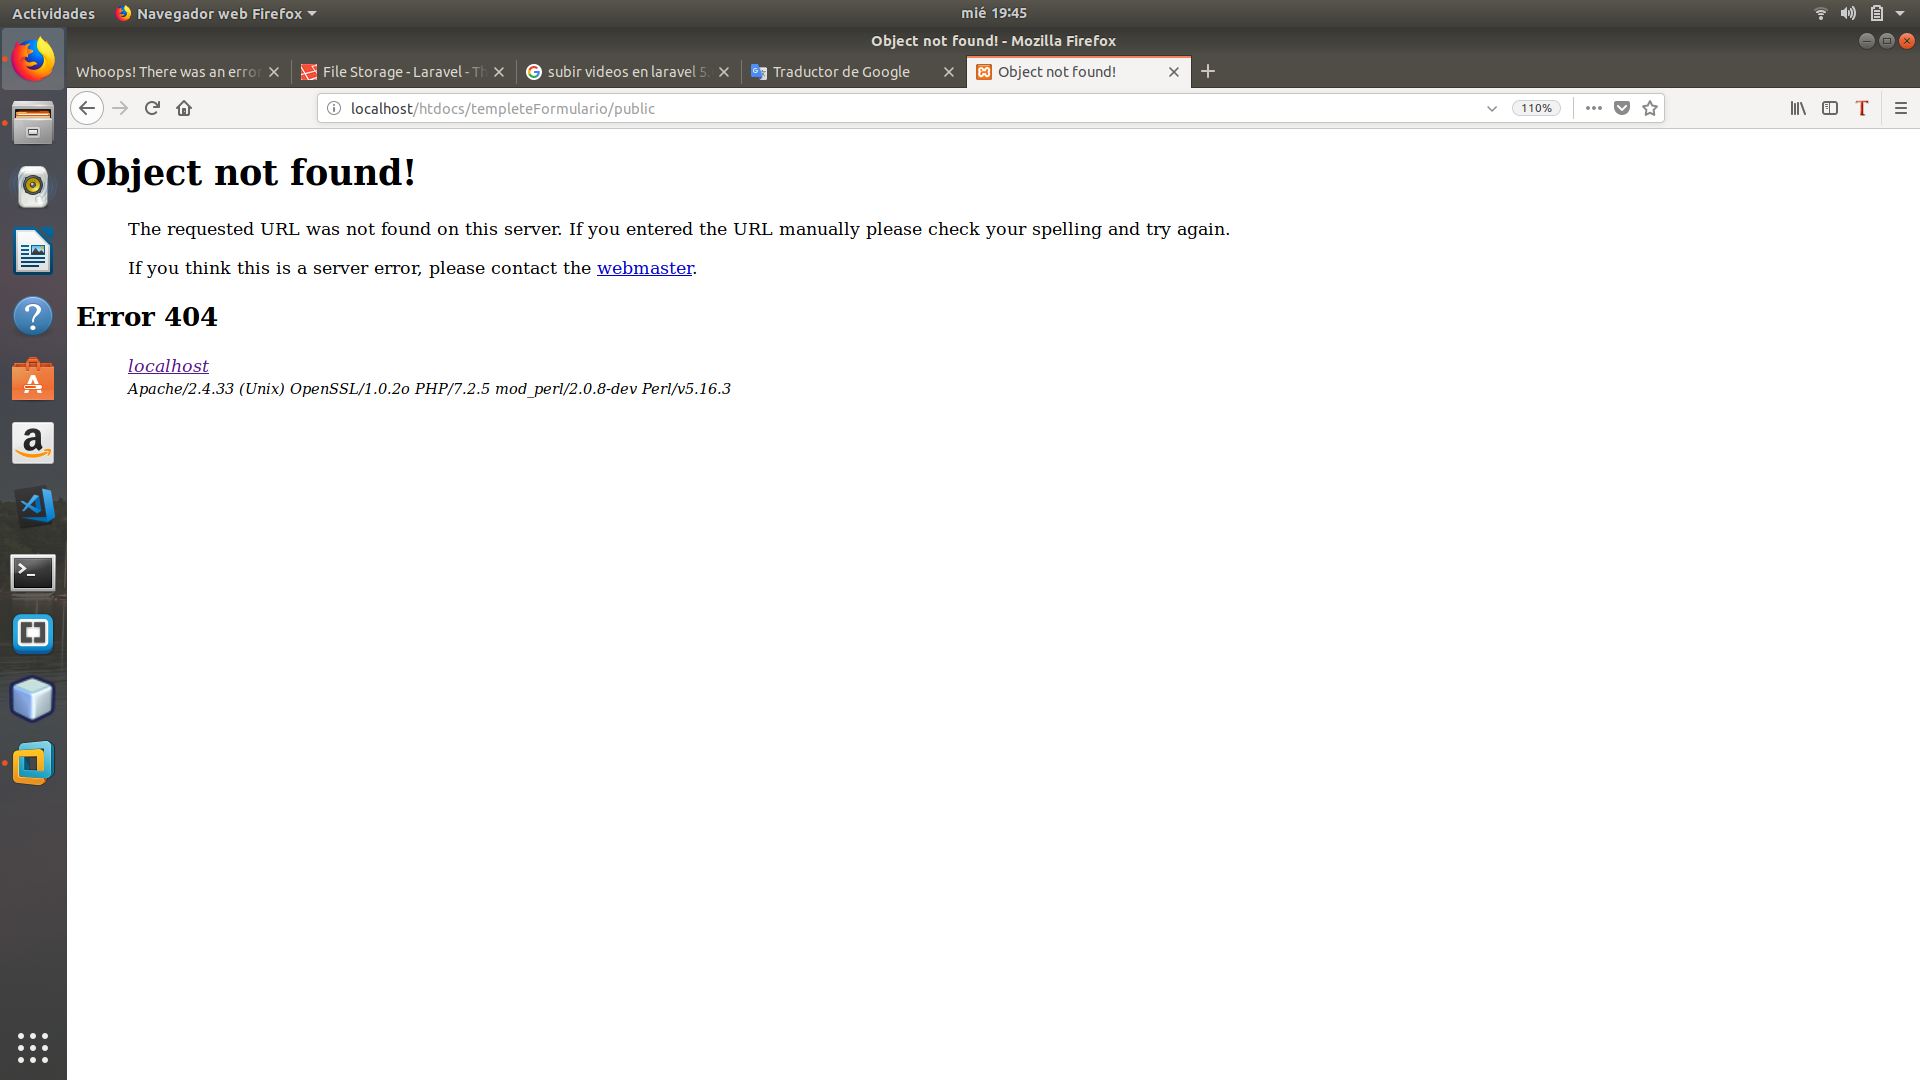 Actividades
Navegador web Firefox
mié 19:45
Object not found! - Mozilla Firefox
Whoops! There was an error
File Storage - Laravel - Th
subir videos en laravel 5.
Traductor de Google
Object not found!
localhost/htdocs/templeteFormulario/public
110%
T
Object not found!
The requested URL was not found on this server. If you entered the URL manually please check your spelling and try again.
If you think this is a server error, please contact the webmaster.
Error 404
localhost
Apache/2.4.33 (Unix) OpenSSL/1.0.2o PHP/7.2.5 mod_perl/2.0.8-dev Perl/v5.16.3